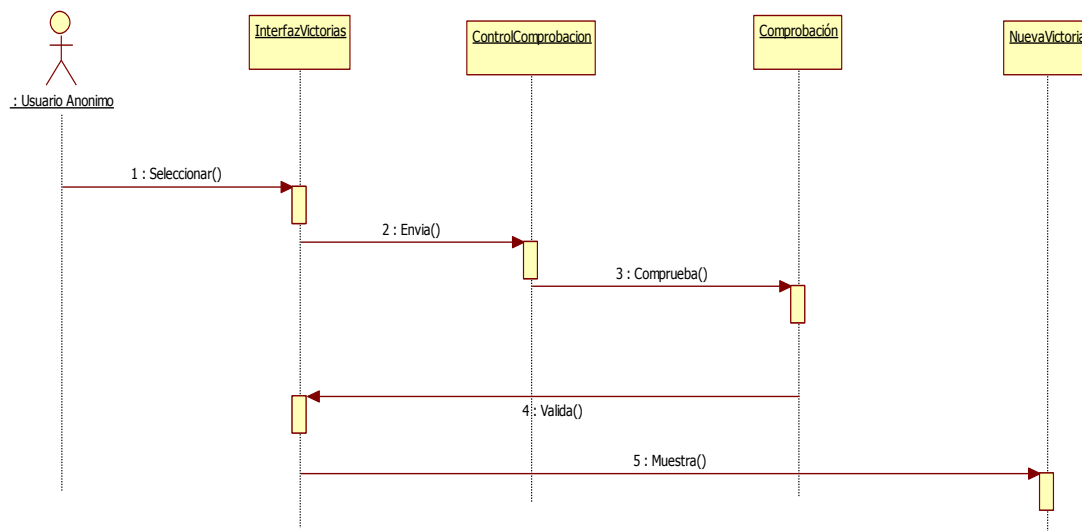 InterfazVictorias
ControlComprobacion
Comprobación
NuevaVictoria
: Usuario Anonimo
1 : Seleccionar()
2 : Envia()
3 : Comprueba()
4 : Valida()
5 : Muestra()